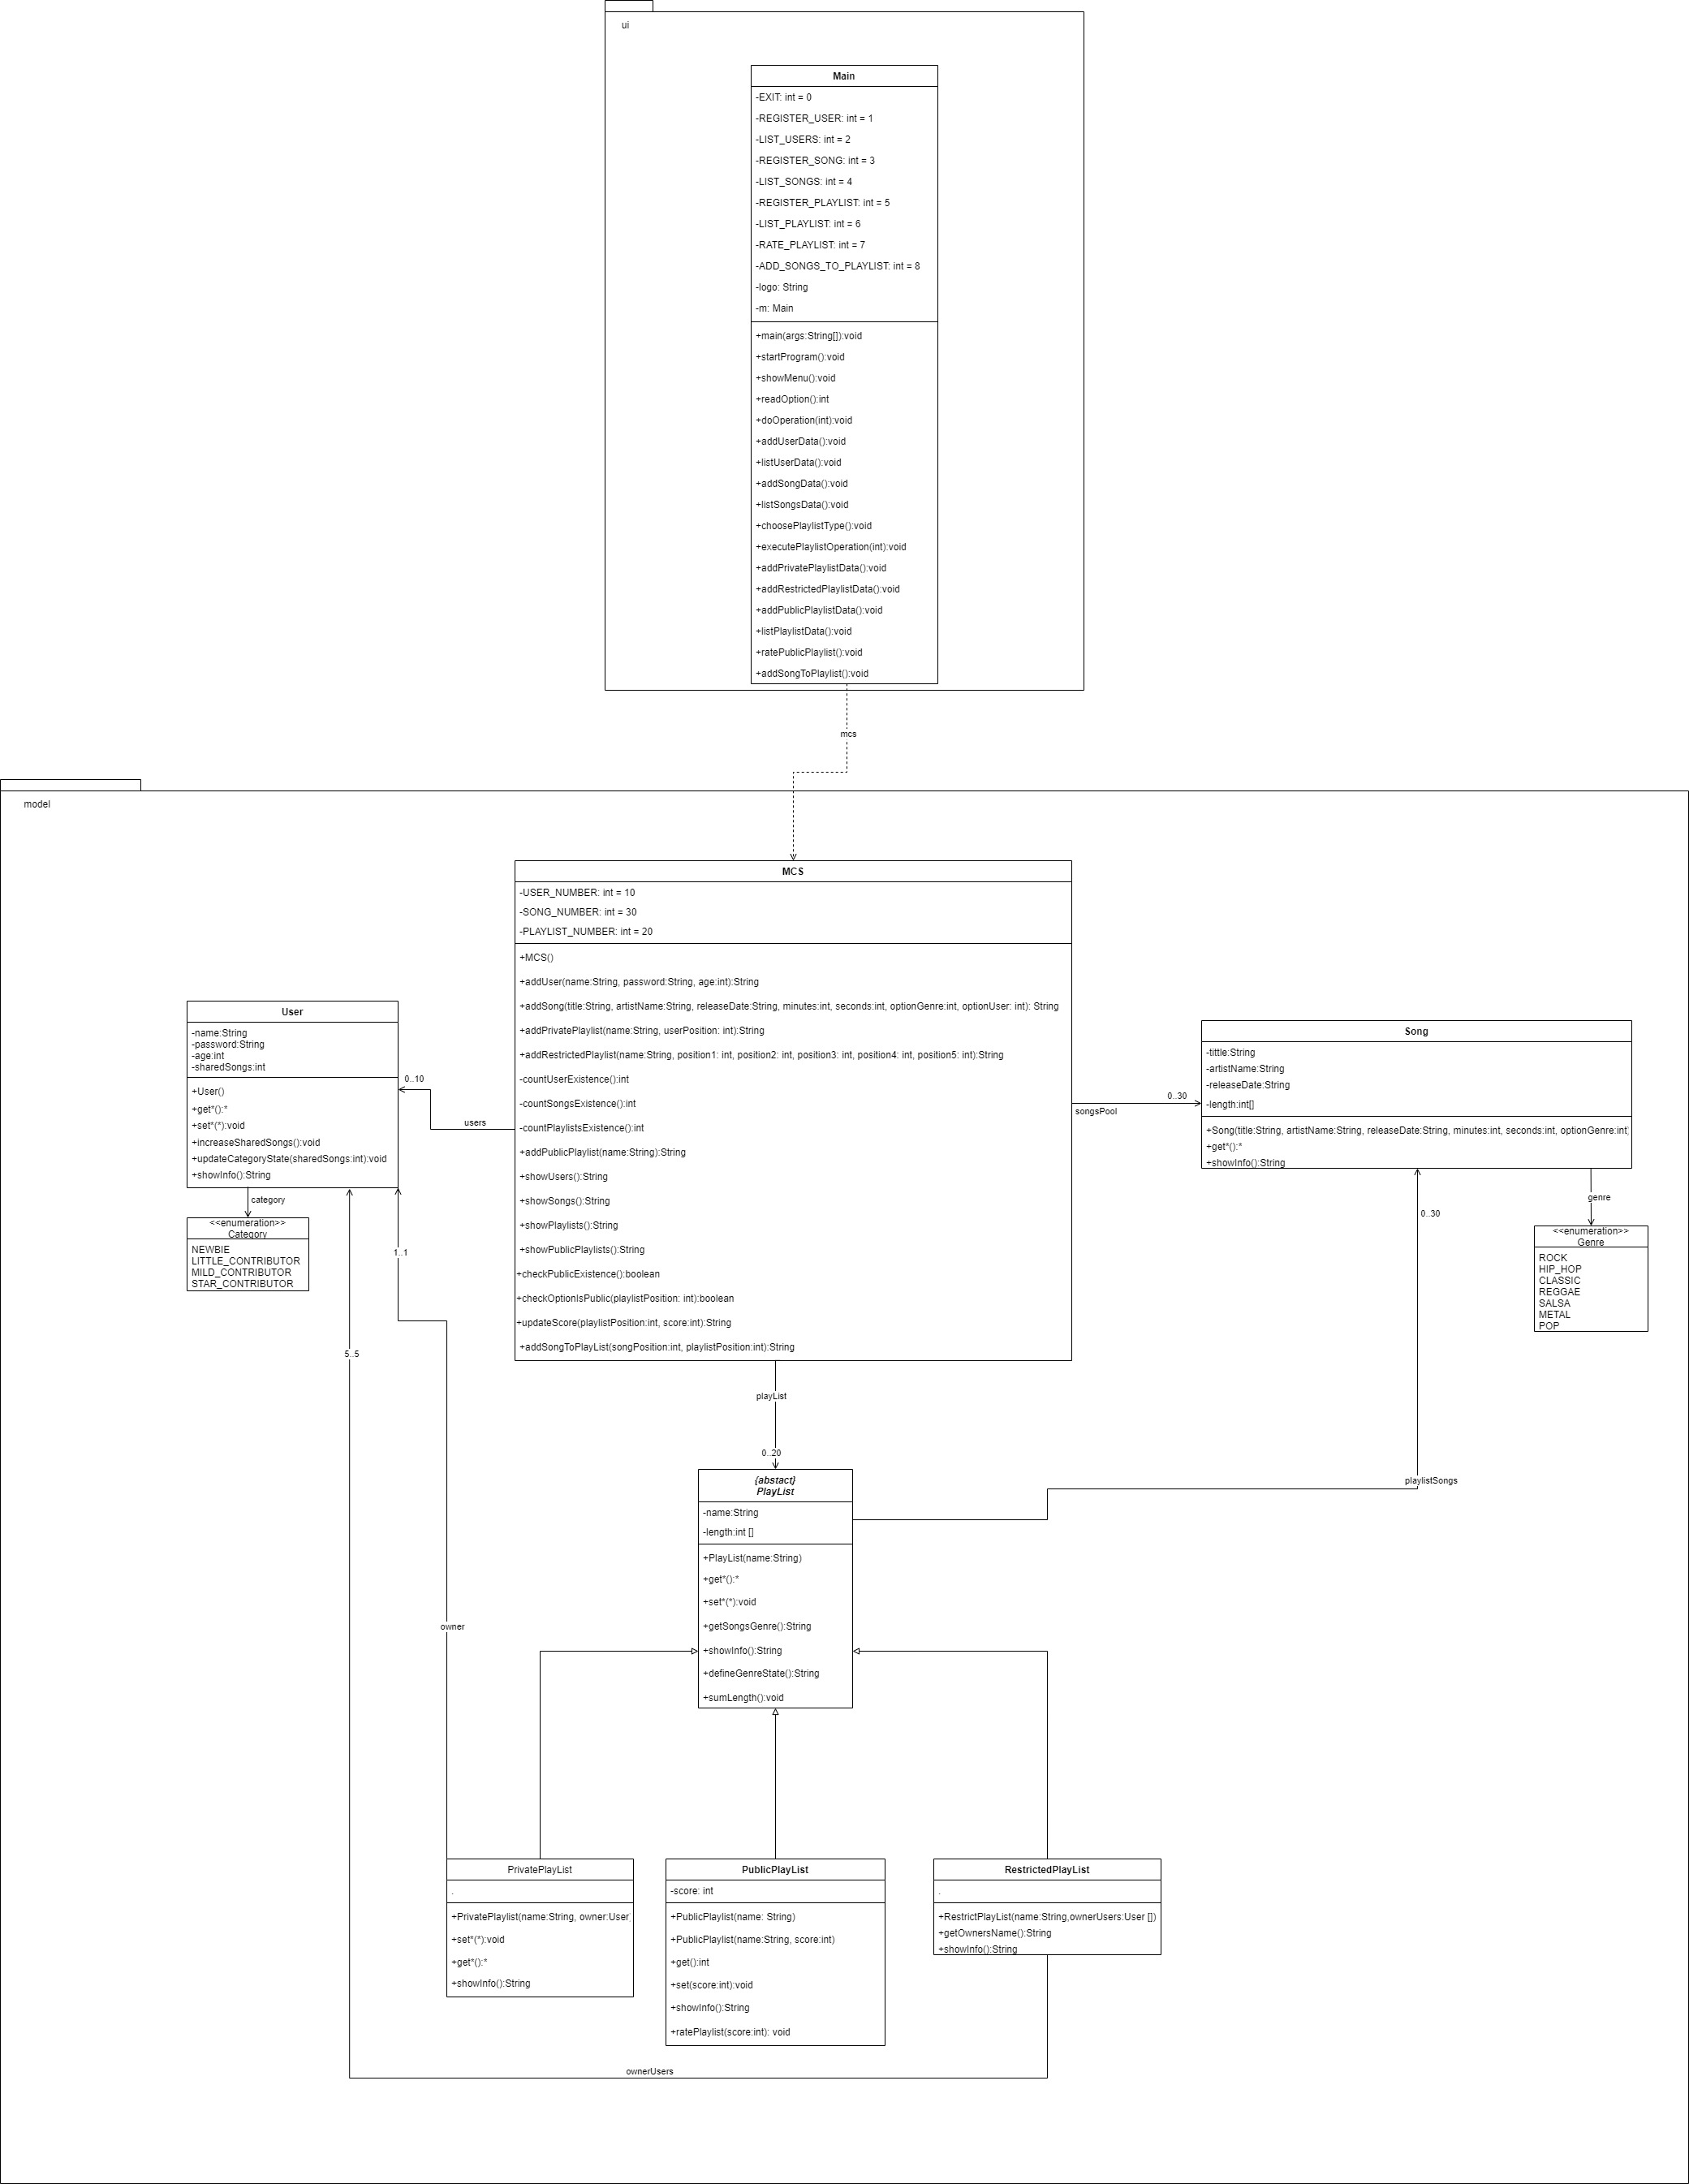 ui
Main
-EXIT: int = 0
-REGISTER_USER: int = 1
-LIST_USERS: int = 2
-REGISTER_SONG: int = 3
-LIST_SONGS: int = 4
-REGISTER_PLAYLIST: int = 5
-LIST_PLAYLIST: int = 6
-RATE_PLAYLIST: int = 7
-ADD_SONGS_TO_PLAYLIST: int = 8
-logo: String
-m: Main
+main(args:String[]):void
+startProgram():void
+showMenu():void
+readOption():int
+doOperation(int):void
+addUserData():void
+listUserData():void
+addSongData():void
+listSongsData():void
+choosePlaylistType():void
+executePlaylistOperation(int):void
+addPrivatePlaylistData():void
+addRestrictedPlaylistData():void
+addPublicPlaylistData():void
+listPlaylistData():void
+ratePublicPlaylist():void
+addSongToPlaylist():void
mcs
model
MCS
-USER_NUMBER: int = 10
-SONG_NUMBER: int = 30
-PLAYLIST_NUMBER: int = 20
+MCS()
+addUser(name:String, password:String, age:int):String
+addSong(title:String, artistName:String, releaseDate:String, minutes:int, seconds:int, optionGenre:int, optionUser: int): String
+addPrivatePlaylist(name:String, userPosition: int):String
+addRestrictedPlaylist(name:String, position1: int, position2: int, position3: int, position4: int, position5: int):String
-countUserExistence():int
-countSongsExistence():int
-countPlaylistsExistence():int
+addPublicPlaylist(name:String):String
+showUsers():String
+showSongs():String
+showPlaylists():String
+showPublicPlaylists():String
+checkPublicExistence():boolean
+checkOptionIsPublic(playlistPosition: int):boolean
+updateScore(playlistPosition:int, score:int):String
+addSongToPlayList(songPosition:int, playlistPosition:int):String
User
-name:String
-password:String
-age:int
-sharedSongs:int
+User()
+get*():*
+set*(*):void
+increaseSharedSongs():void
+updateCategoryState(sharedSongs:int):void
+showInfo():String
0..10
users
category
<<enumeration>>
Category
NEWBIE
LITTLE_CONTRIBUTOR
MILD_CONTRIBUTOR
STAR_CONTRIBUTOR
1..1
5..5
songsPool
0..30
Song
-tittle:String
-artistName:String
-releaseDate:String
-length:int[]
+Song(title:String, artistName:String, releaseDate:String, minutes:int, seconds:int, optionGenre:int)
+get*():*
+showInfo():String
genre
0..30
<<enumeration>>
Genre
ROCK
HIP_HOP
CLASSIC
REGGAE
SALSA
METAL
POP
playList
0..20
{abstact}
PlayList
-name:String
-length:int []
+PlayList(name:String)
+get*():*
+set*(*):void
+getSongsGenre():String
+showInfo():String
+defineGenreState():String
+sumLength():void
playlistSongs
owner
PrivatePlayList
.
+PrivatePlaylist(name:String, owner:User
+set*(*):void
+get*():*
+showInfo():String
PublicPlayList
-score: int
+PublicPlaylist(name: String)
+PublicPlaylist(name:String, score:int)
+get():int
+set(score:int):void
+showInfo():String
+ratePlaylist(score:int): void
RestrictedPlayList
.
+RestrictPlayList(name:String,ownerUsers:User [])
+getOwnersName():String
+showInfo():String
ownerUsers